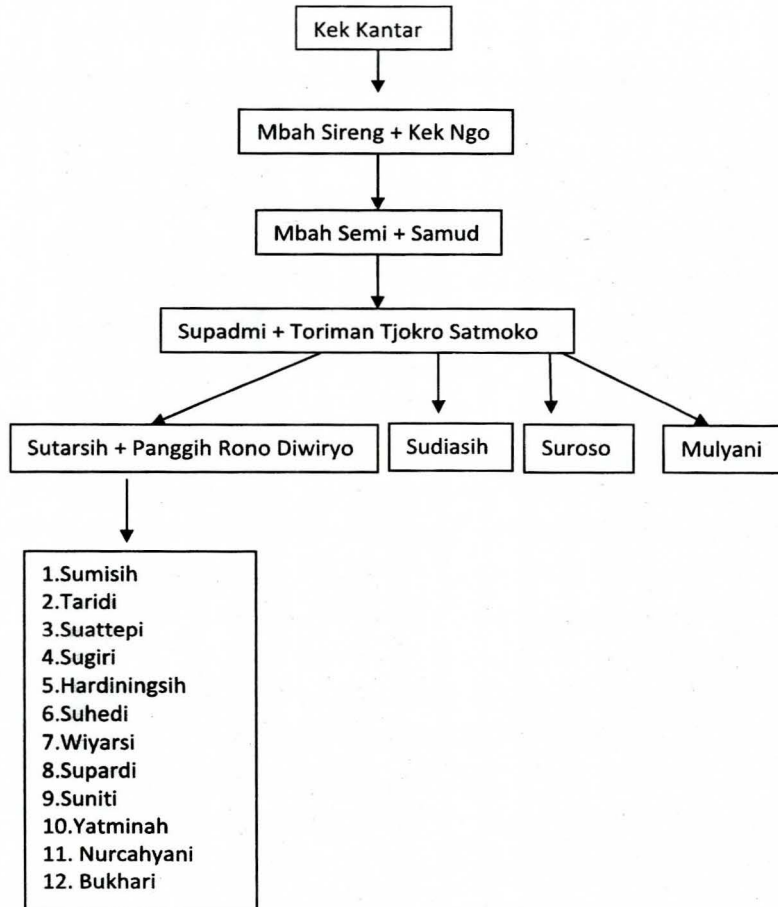 Kek Kantar
Mbah Sireng + Kek Ngo
Mbah Semi + Samud
Supadmi + Toriman Tjokro Satmoko
Sutarsih + Panggih Rono Diwiryo
Sudiasih
Suroso
Mulyani
1.Sumisih
2.Taridi
3.Suattepi
4.Sugiri
5.Hardiningsih
6.Suhedi
7.Wiyarsi
8.Supardi
9.Suniti
10.Yatminah
11. Nurcahyani
12. Bukhari